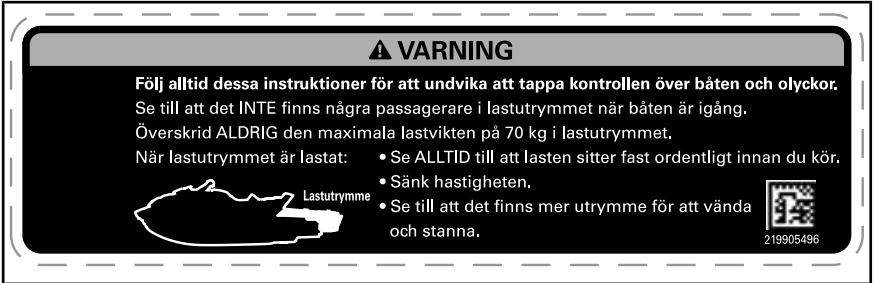 ⚠ VARNING
Följ alltid dessa instruktioner för att undvika att tappa kontrollen över båten och olyckor.
Se till att det INTE finns några passagerare i lastutrymmet när båten är igång.
Överskrid ALDRIG den maximala lastvikten på 70 kg i lastutrymmet.
När lastutrymmet är lastat:
• Se ALLTID till att lasten sitter fast ordentligt innan du kör.
• Sänk hastigheten.
• Se till att det finns mer utrymme för att vända
och stanna.
Lastutrymme
219905496